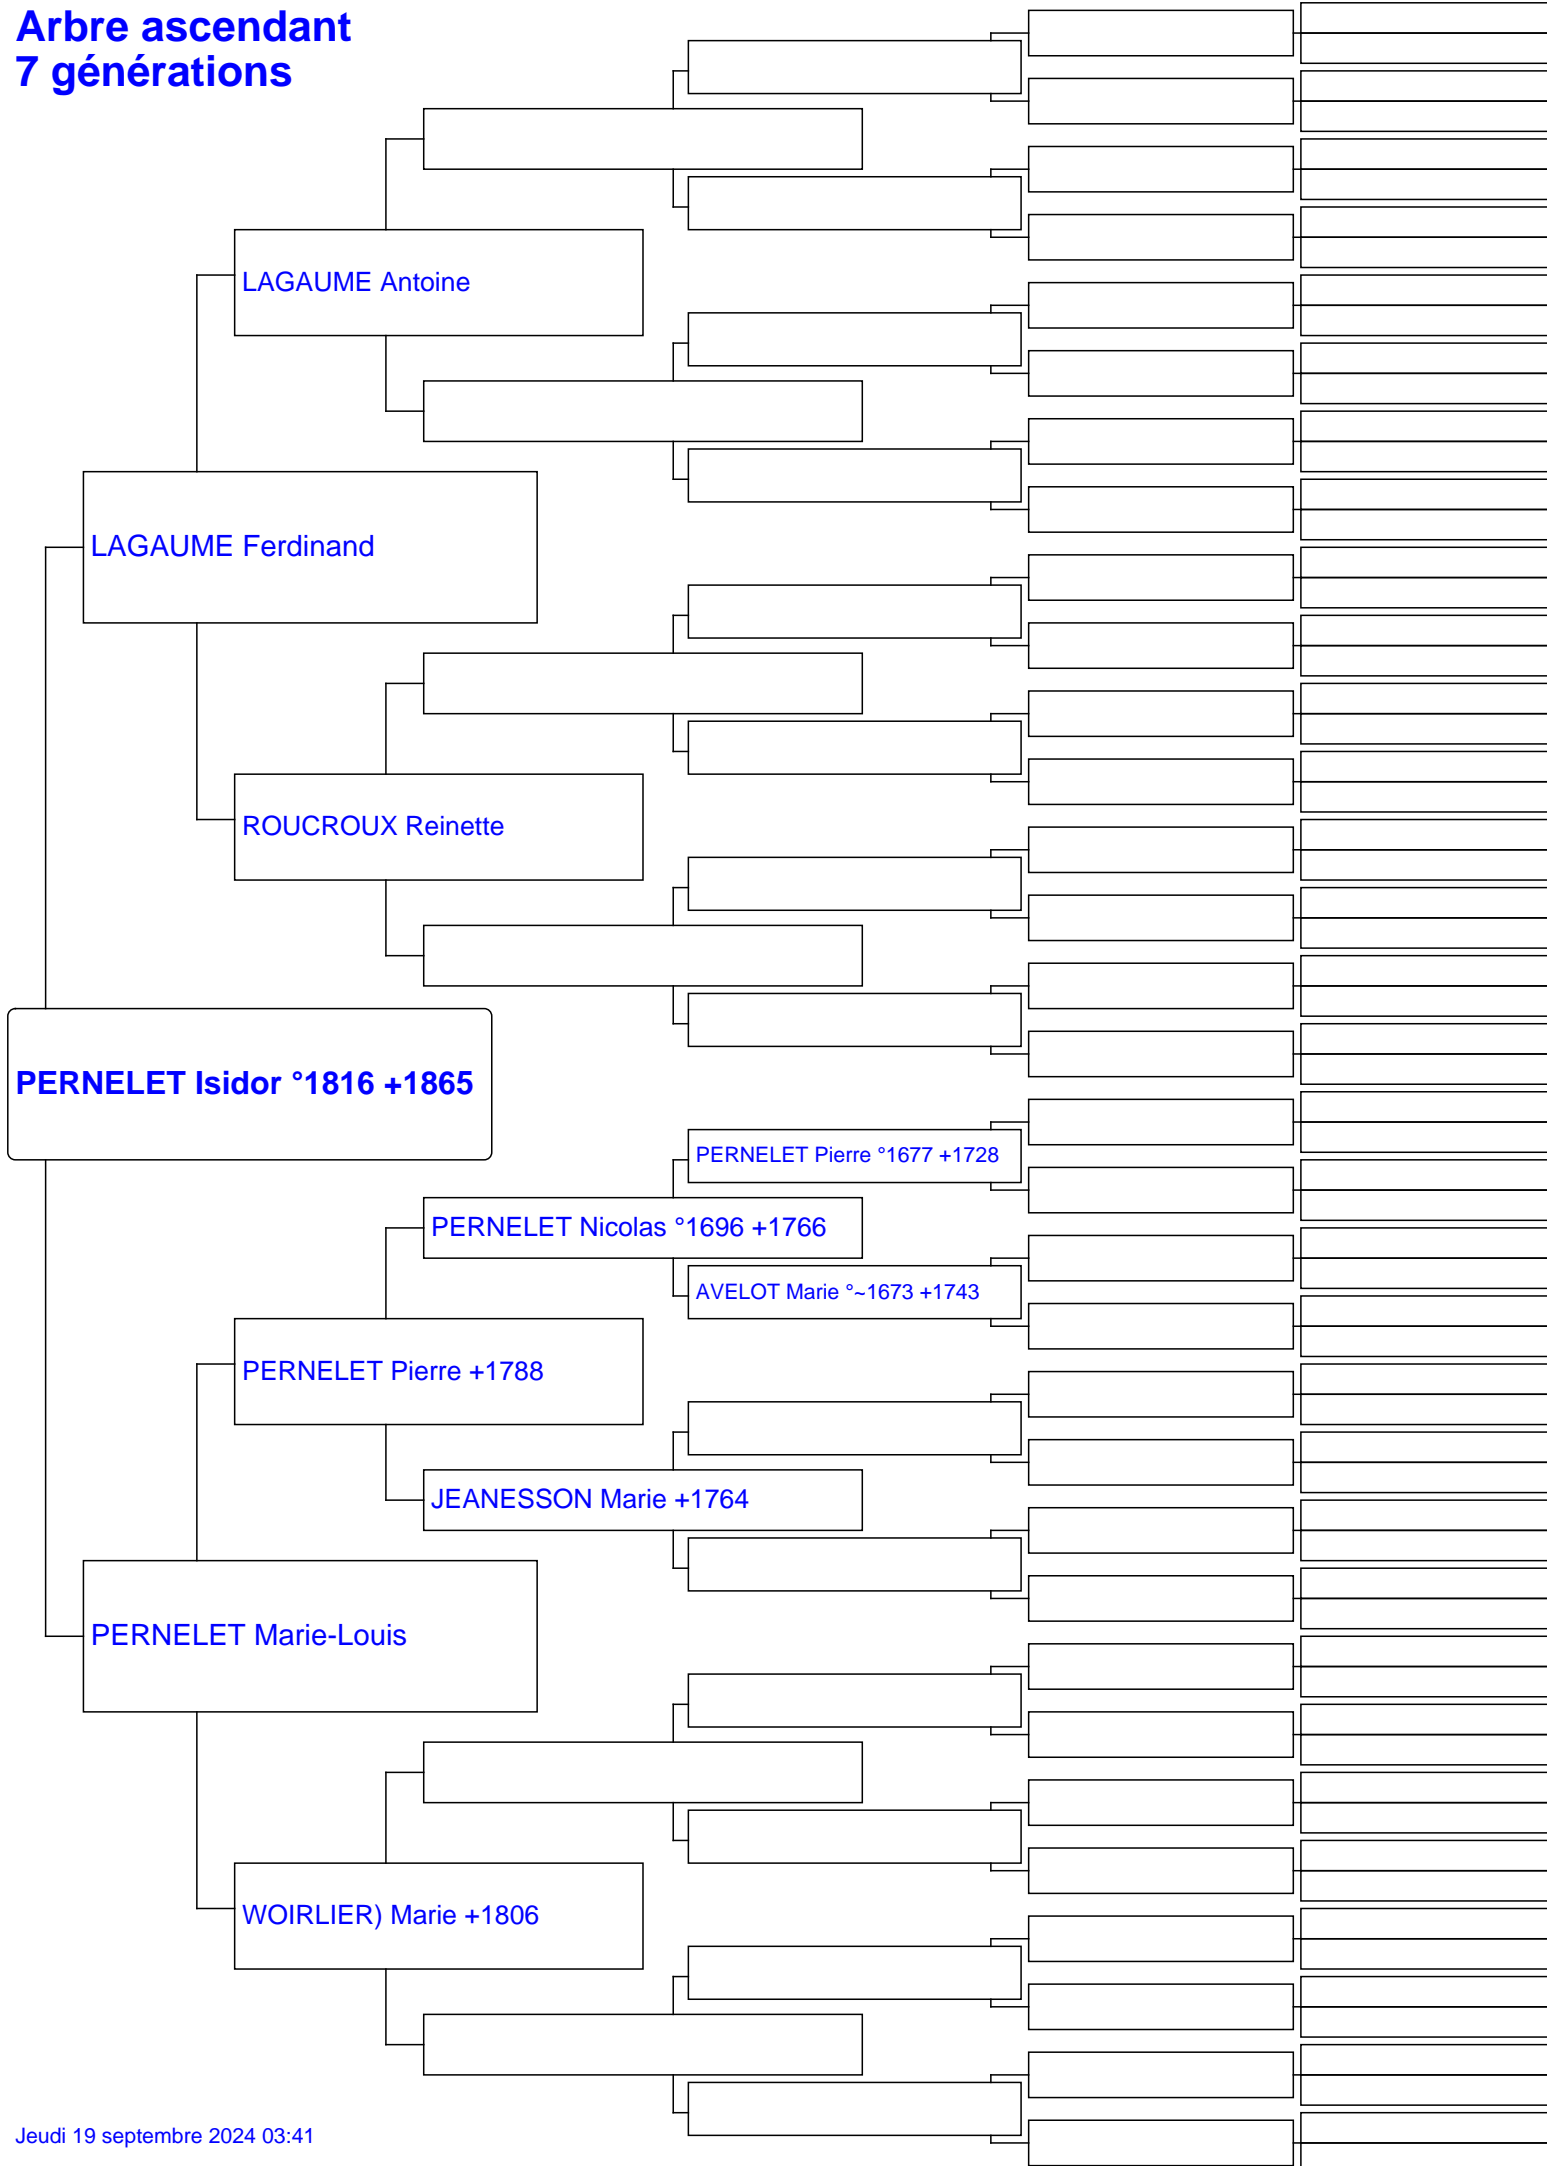 Arbre ascendant
7 générations
LAGAUME Antoine
LAGAUME Ferdinand
ROUCROUX Reinette
PERNELET Isidor °1816 +1865
PERNELET Pierre °1677 +1728
PERNELET Nicolas °1696 +1766
AVELOT Marie °~1673 +1743
PERNELET Pierre +1788
JEANESSON Marie +1764
PERNELET Marie-Louis
WOIRLIER) Marie +1806
Jeudi 19 septembre 2024 03:41